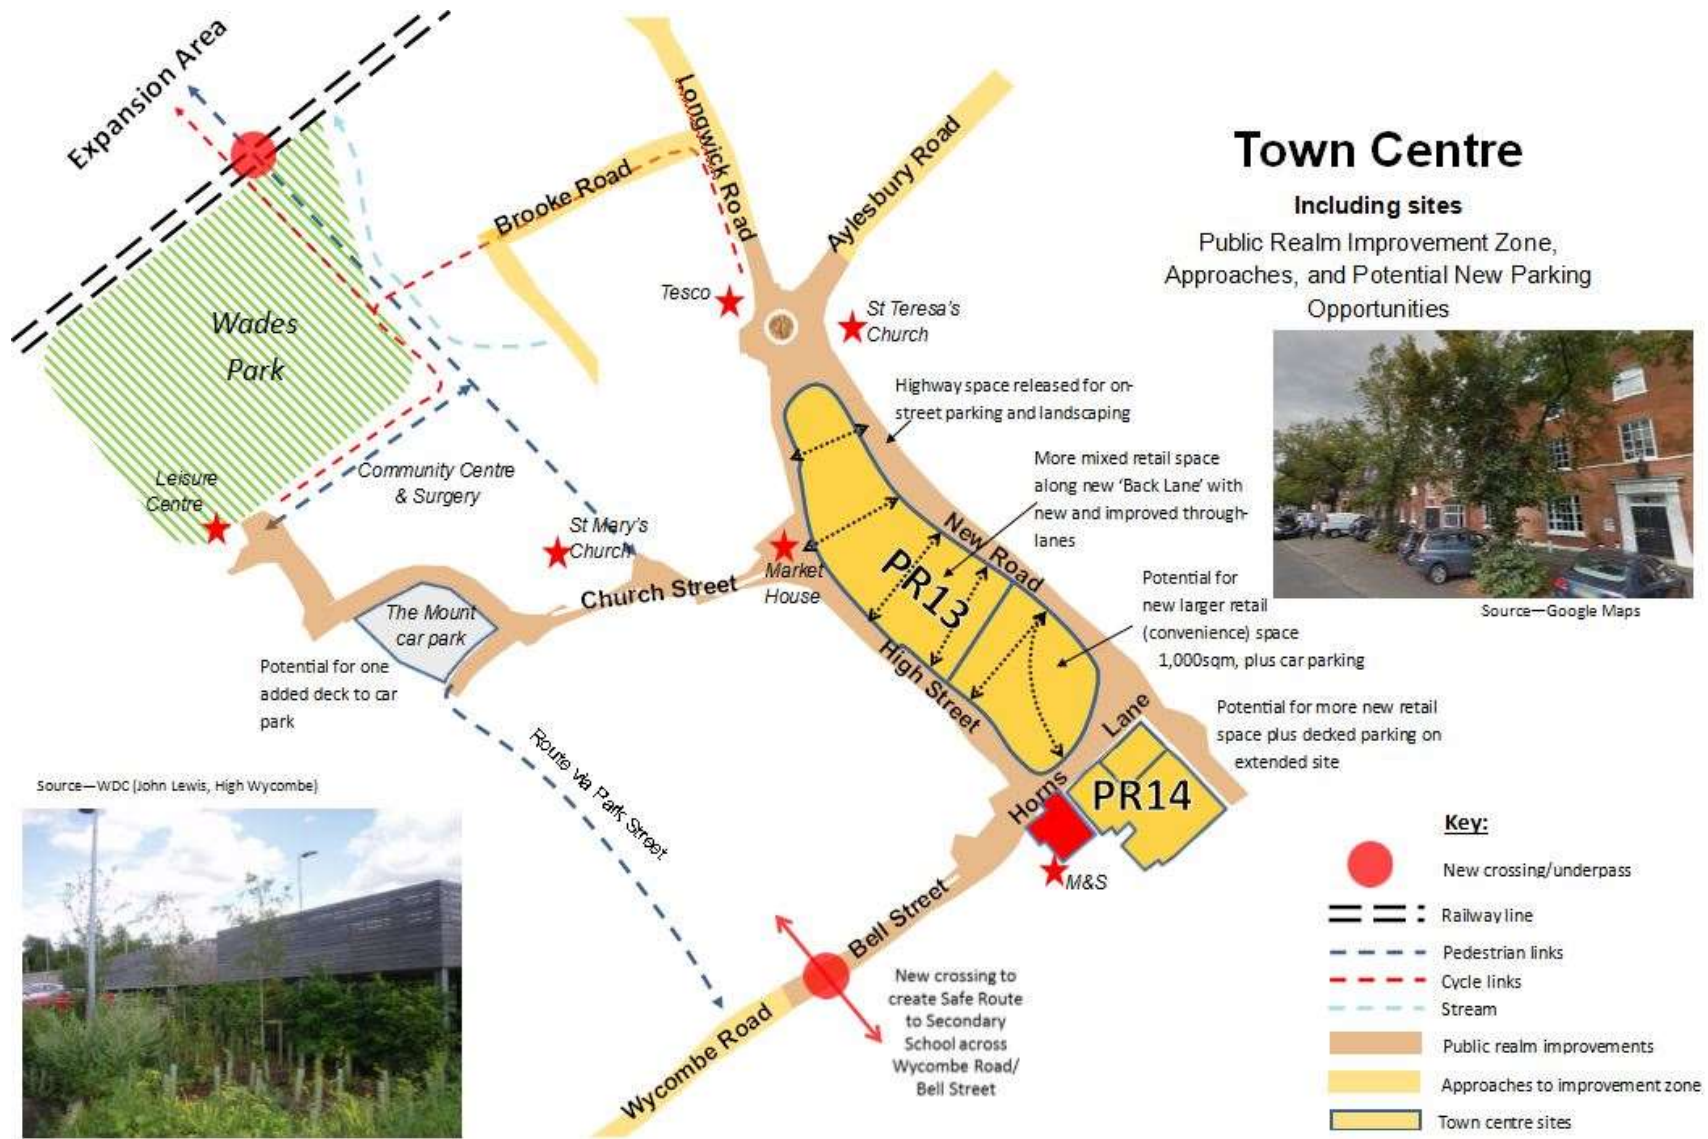 Expansion Area
Longwick Road
Aylesbury Road
Brooke Road
Town Centre
Including sites
Public Realm Improvement Zone,
Approaches, and Potential New Parking
Opportunities
Wades
Park
Tesco
St Teresa's
Church
Highway space released for on-
street parking and landscaping
More mixed retail space
along new 'Back Lane' with
new and improved through-
lanes
Leisure
Centre
Community Centre
& Surgery
St Mary's
Church
Church Street
Market
House
New Road
PR13
High Street
Potential for
new larger retail
(convenience) space
1,000sqm, plus car parking
Source—Google Maps
The Mount
car park
Potential for one
added deck to car
park
Route via Park Street
Horns Lane
Potential for more new retail
space plus decked parking on
extended site
PR14
M&S
Source—WDC (John Lewis, High Wycombe)
Bell Street
New crossing to
create Safe Route
to Secondary
School across
Wycombe Road/
Bell Street
Wycombe Road
Key:
New crossing/underpass
Railway line
Pedestrian links
Cycle links
Stream
Public realm improvements
Approaches to improvement zone
Town centre sites